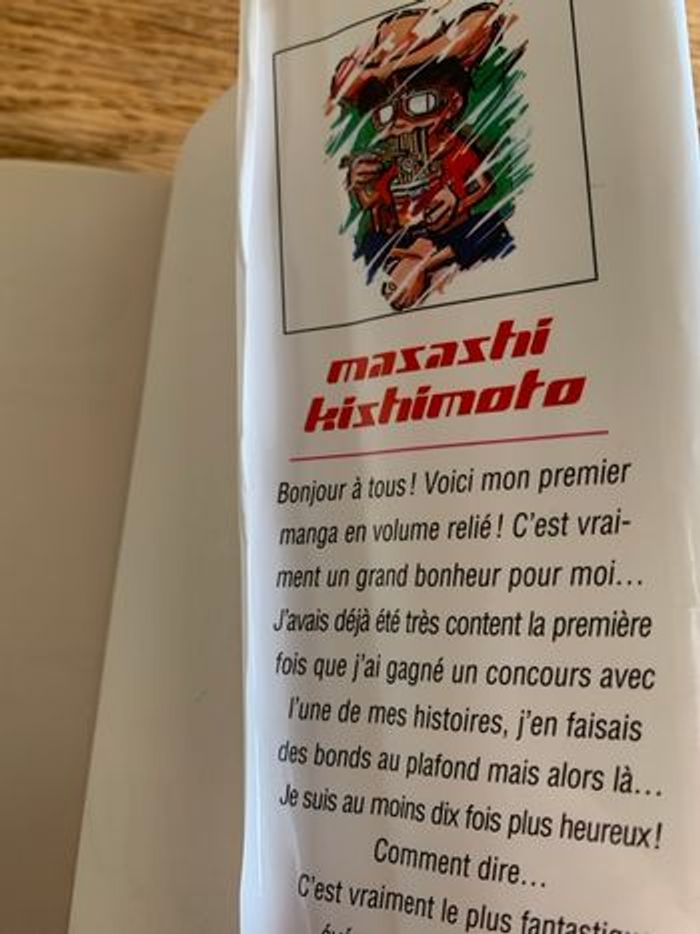 masashi
kishimoto
Bonjour à tous ! Voici mon premier
manga en volume relié ! C'est vrai-
ment un grand bonheur pour moi...
J'avais déjà été très content la première
fois que j'ai gagné un concours avec
l'une de mes histoires, j'en faisais
des bonds au plafond mais alors là...
Je suis au moins dix fois plus heureux !
Comment dire...
C'est vraiment le plus